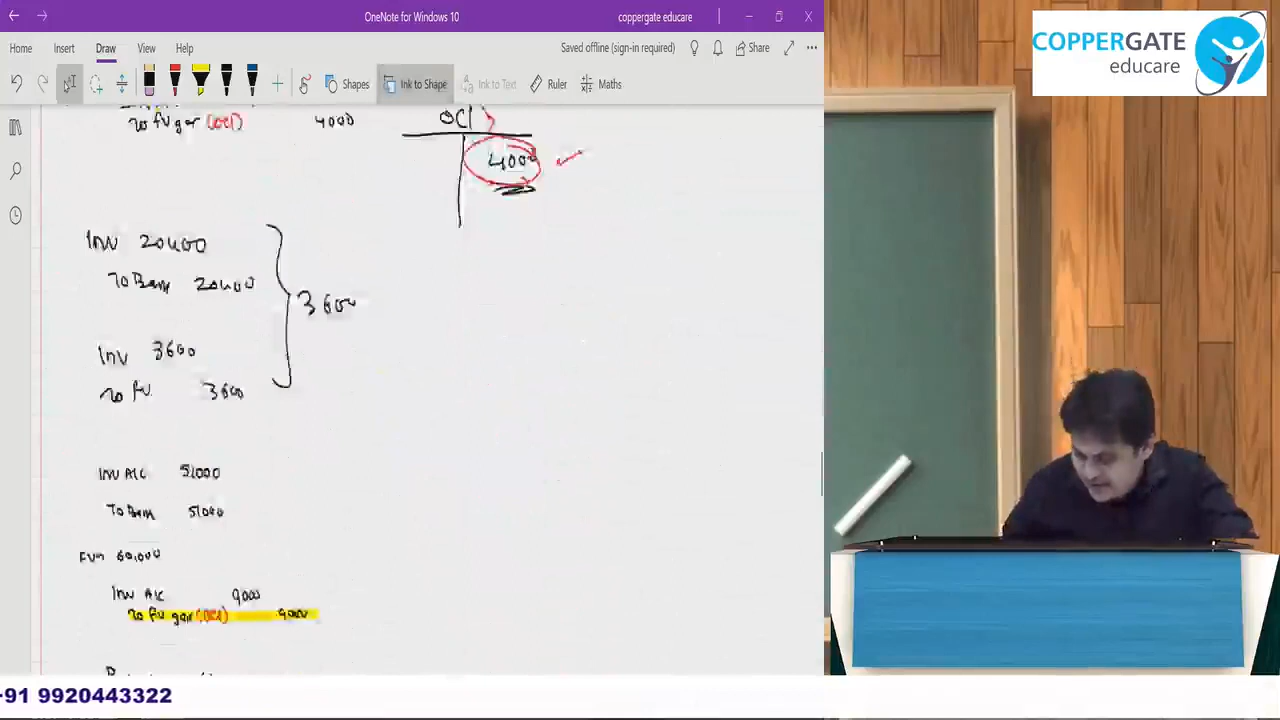 OneNote for Windows 10
coppergate educare
Home Insert Draw View Help
Saved offline (sign-in required)
Share
Shapes
Ink to Shape
Ink to Text
Ruler
Maths
COPPERGATE
educare
To FV gain (OCI) 4000
OCI
4000
Inv 20400
To Bank 20400
3600
Inv 3600
To FV 3600
Inv A/c 51000
To Bank 51000
60,000
Inv A/c 9000
To FV gain (OCI) 9000
+91 9920443322